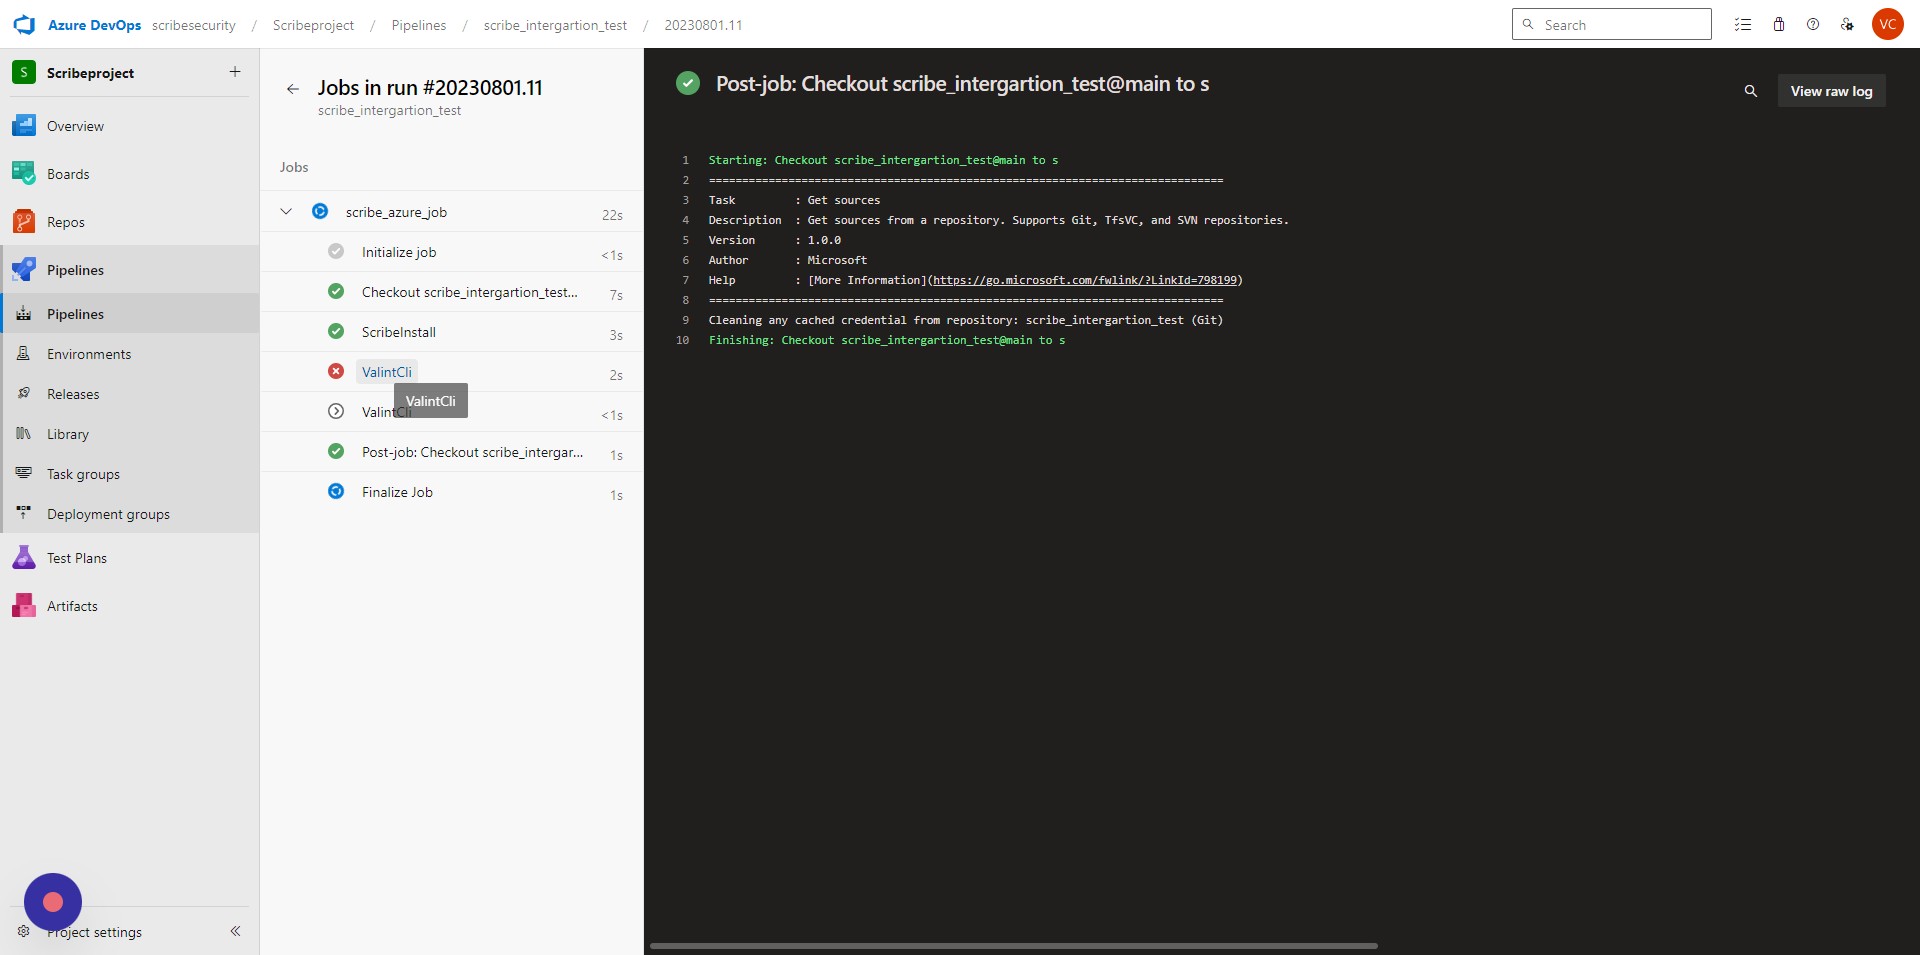 Azure DevOps scribesecurity / Scribeproject / Pipelines / scribe_intergartion_test / 20230801.11
Search
VC
S Scribeproject +
Overview
Boards
Repos
Pipelines
Pipelines
Environments
Releases
Library
Task groups
Deployment groups
Test Plans
Artifacts
Project settings
Jobs in run #20230801.11
scribe_intergartion_test
Jobs
scribe_azure_job 22s
Initialize job <1s
Checkout scribe_intergartion_test... 7s
ScribeInstall 3s
ValintCli 2s
ValintCli
ValintCli <1s
Post-job: Checkout scribe_intergar... 1s
Finalize Job 1s
Post-job: Checkout scribe_intergartion_test@main to s
View raw log
1 Starting: Checkout scribe_intergartion_test@main to s
2 ==============================================================================
3 Task         : Get sources
4 Description  : Get sources from a repository. Supports Git, TfsVC, and SVN repositories.
5 Version      : 1.0.0
6 Author       : Microsoft
7 Help         : [More Information](https://go.microsoft.com/fwlink/?LinkId=798199)
8 ==============================================================================
9 Cleaning any cached credential from repository: scribe_intergartion_test (Git)
10 Finishing: Checkout scribe_intergartion_test@main to s